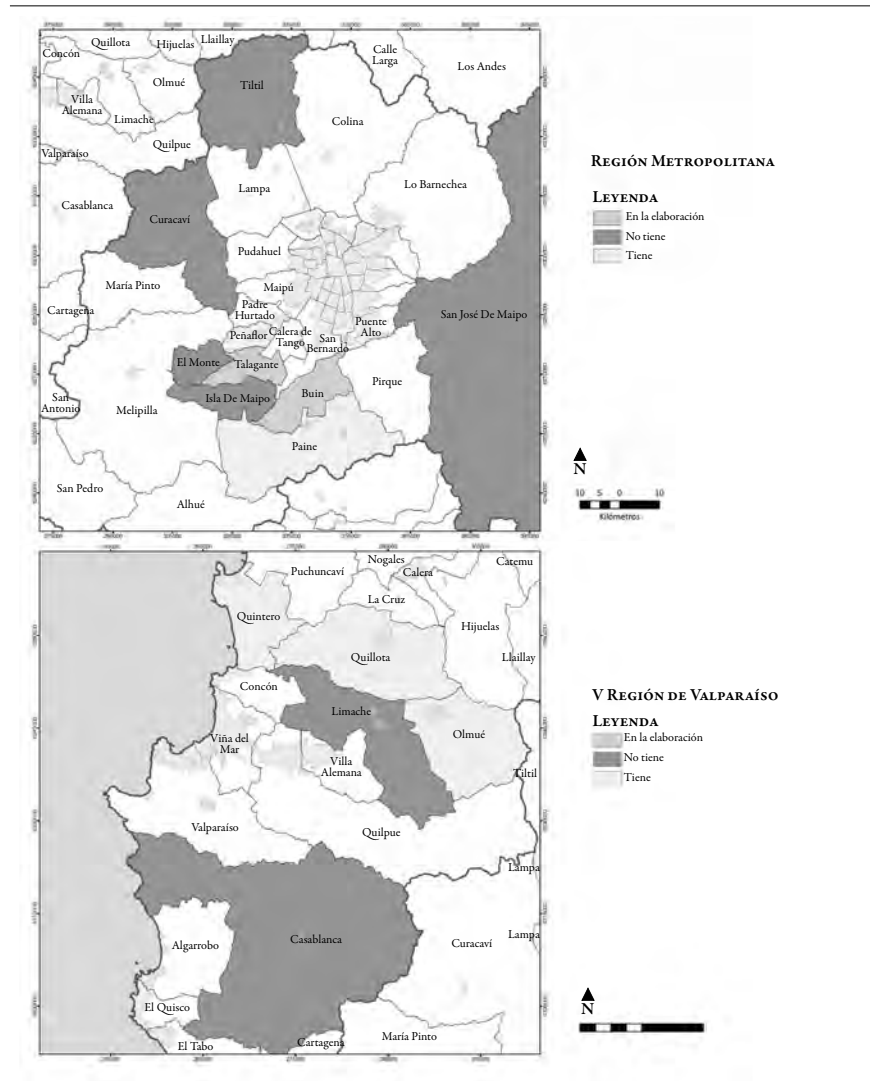 Concón
Quillota
Hijuelas
Llaillay
Calle
Larga
Los Andes
Olmué
Tiltil
Villa
Alemana
Limache
Colina
Valparaíso
Quilpue
Lampa
Lo Barnechea
Casablanca
Curacaví
Pudahuel
María Pinto
Maipú
Cartagena
Padre
Hurtado
San José De Maipo
Peñaflor
Calera de
Tango
San
Bernardo
Puente
Alto
El Monte
Talagante
Pirque
San
Antonio
Melipilla
Isla De Maipo
Buin
Paine
San Pedro
Alhué
Región Metropolitana
Leyenda
En la elaboración
No tiene
Tiene
N
10 5 0 10
Kilómetros
Puchuncaví
Nogales
Calera
Catemu
La Cruz
Quintero
Hijuelas
Quillota
Llaillay
Concón
Limache
Olmué
Viña del
Mar
Villa
Alemana
Tiltil
Valparaíso
Quilpue
Lampa
Lampa
Casablanca
Curacaví
Algarrobo
El Quisco
El Tabo
Cartagena
María Pinto
V Región de Valparaíso
Leyenda
En la elaboración
No tiene
Tiene
N